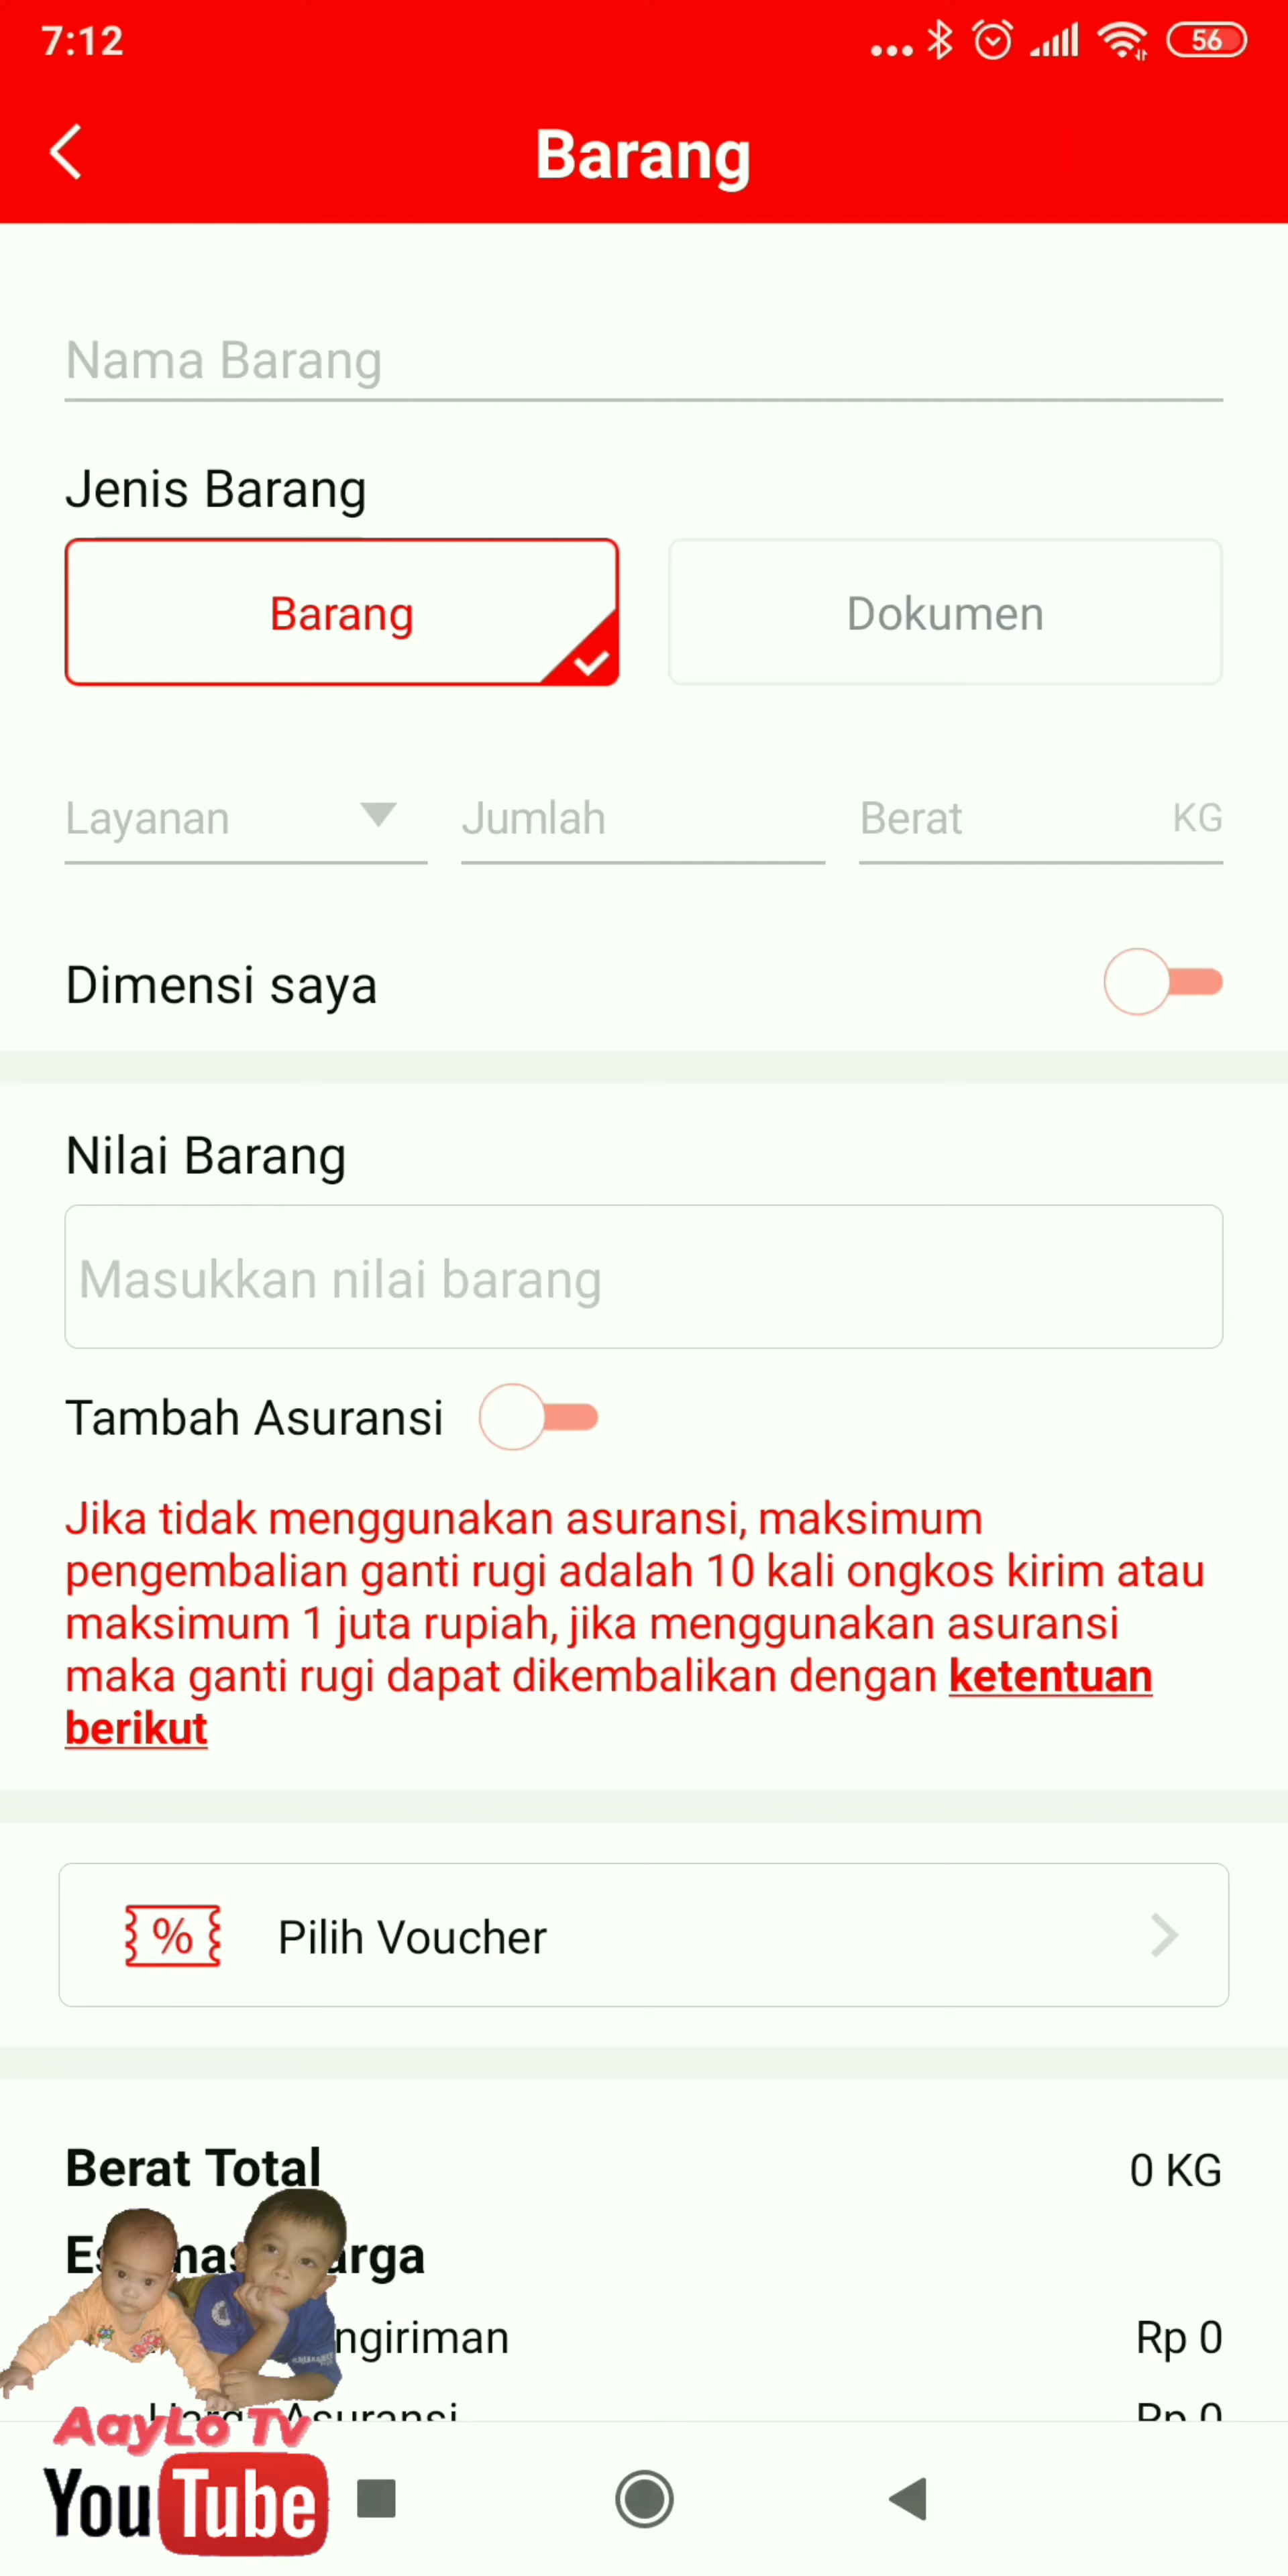 7:12
56
Barang
Nama Barang
Jenis Barang
Barang
Dokumen
Layanan
Jumlah
Berat
KG
Dimensi saya
Nilai Barang
Masukkan nilai barang
Tambah Asuransi
Jika tidak menggunakan asuransi, maksimum
pengembalian ganti rugi adalah 10 kali ongkos kirim atau
maksimum 1 juta rupiah, jika menggunakan asuransi
maka ganti rugi dapat dikembalikan dengan ketentuan
berikut
%
Pilih Voucher
Berat Total
0 KG
Rp 0
Asuransi
Rp 0
AayLo Tv
YouTube